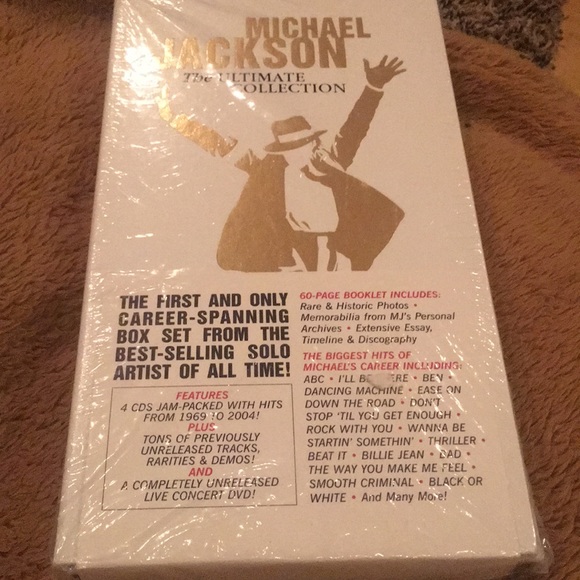 MICHAEL
JACKSON
The ULTIMATE
COLLECTION
THE FIRST AND ONLY
CAREER-SPANNING
BOX SET FROM THE
BEST-SELLING SOLO
ARTIST OF ALL TIME!
FEATURES
4 CDS JAM-PACKED WITH HITS
FROM 1969 TO 2004!
PLUS
TONS OF PREVIOUSLY
UNRELEASED TRACKS,
RARITIES & DEMOS!
AND
A COMPLETELY UNRELEASED
LIVE CONCERT DVD!
60-PAGE BOOKLET INCLUDES:
Rare & Historic Photos •
Memorabilia from MJ's Personal
Archives • Extensive Essay,
Timeline & Discography
THE BIGGEST HITS OF
MICHAEL'S CAREER INCLUDING:
ABC • I'LL BE THERE • BEN •
DANCING MACHINE • EASE ON
DOWN THE ROAD • DON'T
STOP 'TIL YOU GET ENOUGH •
ROCK WITH YOU • WANNA BE
STARTIN' SOMETHIN' • THRILLER •
BEAT IT • BILLIE JEAN • BAD •
THE WAY YOU MAKE ME FEEL •
SMOOTH CRIMINAL • BLACK OR
WHITE • And Many More!